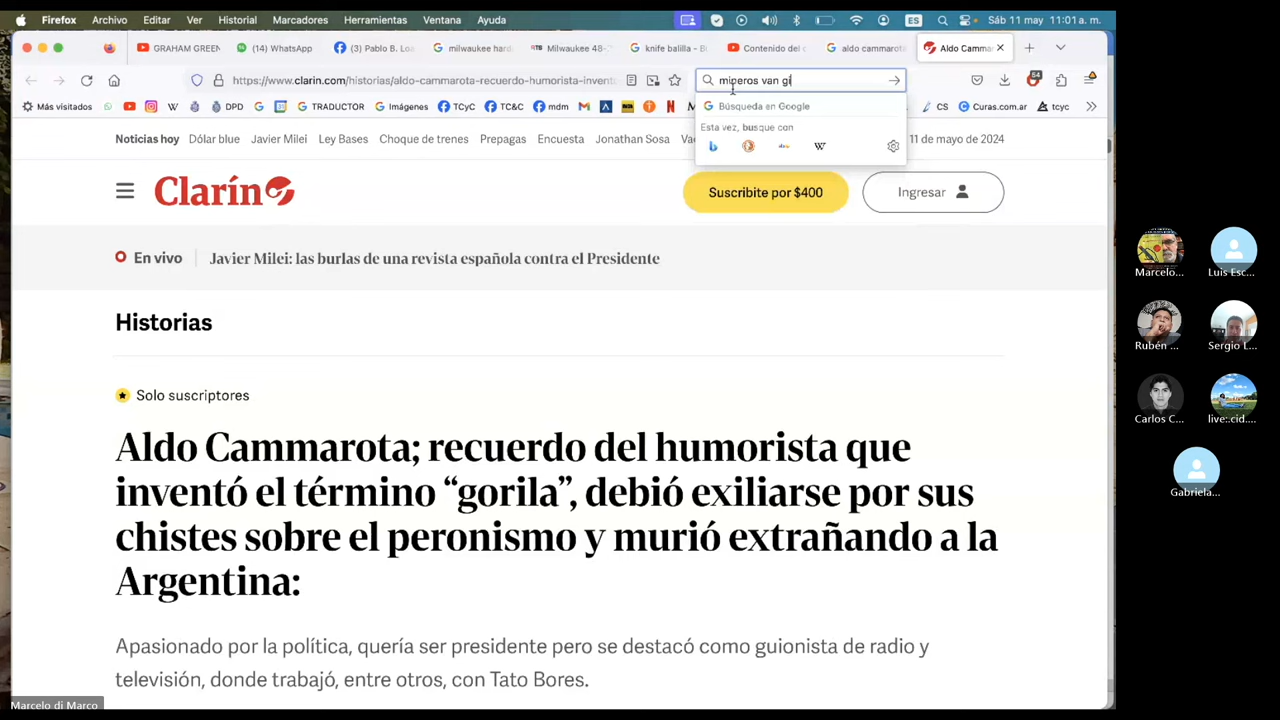 Firefox Archivo Editar Ver Historial Marcadores Herramientas Ventana Ayuda ES Sáb 11 may 11:01 a. m.
GRAHAM GREEN (14) WhatsApp (3) Pablo B. Loa milwaukee hard Milwaukee 48- knife balilla - B Contenido del c aldo cammarota Aldo Camma
https://www.clarin.com/historias/aldo-cammarota-recuerdo-humorista-invent miperos van gi 64
Más visitados DPD TRADUCTOR Imágenes TCyC TC&C mdm CS Curas.com.ar tcyc
Búsqueda en Google
Esta vez, busque con
Noticias hoy Dólar blue Javier Milei Ley Bases Choque de trenes Prepagas Encuesta Jonathan Sosa 11 de mayo de 2024
Clarín Suscribite por $400 Ingresar
En vivo Javier Milei: las burlas de una revista española contra el Presidente
Historias
Solo suscriptores
Aldo Cammarota; recuerdo del humorista que
inventó el término “gorila”, debió exiliarse por sus
chistes sobre el peronismo y murió extrañando a la
Argentina:
Apasionado por la política, quería ser presidente pero se destacó como guionista de radio y
televisión, donde trabajó, entre otros, con Tato Bores.
Marcelo di Marco
Marcelo... Luis Esc...
Rubén ... Sergio L...
Carlos C... live:.cid....
Gabriela...